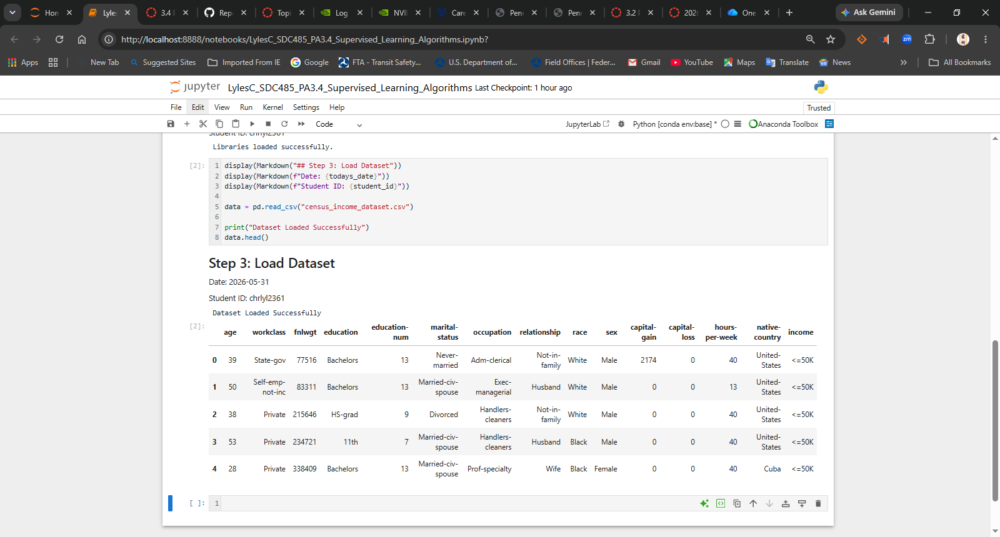 Hon
Lyles
3.4 F
Rep
Topi
Log
NVII
Care
Penn
Penn
3.2 P
202
One
Ask Gemini
http://localhost:8888/notebooks/LylesC_SDC485_PA3.4_Supervised_Learning_Algorithms.ipynb?
zm
Apps
New Tab
Suggested Sites
Imported From IE
Google
FTA - Transit Safety...
U.S. Department of...
Field Offices | Feder...
Gmail
YouTube
Maps
Translate
News
All Bookmarks
jupyter LylesC_SDC485_PA3.4_Supervised_Learning_Algorithms Last Checkpoint: 1 hour ago
File Edit View Run Kernel Settings Help
Trusted
Code
JupyterLab
Python [conda env:base] *
Anaconda Toolbox
Student ID: chrlyl2361
Libraries loaded successfully.
[2]:
1 display(Markdown("## Step 3: Load Dataset"))
2 display(Markdown(f"Date: {todays_date}"))
3 display(Markdown(f"Student ID: {student_id}"))
4
5 data = pd.read_csv("census_income_dataset.csv")
6
7 print("Dataset Loaded Successfully")
8 data.head()
Step 3: Load Dataset
Date: 2026-05-31
Student ID: chrlyl2361
Dataset Loaded Successfully
[2]:
age workclass fnlwgt education education-num marital-status occupation relationship race sex capital-gain capital-loss hours-per-week native-country income
0 39 State-gov 77516 Bachelors 13 Never-married Adm-clerical Not-in-family White Male 2174 0 40 United-States <=50K
1 50 Self-emp-not-inc 83311 Bachelors 13 Married-civ-spouse Exec-managerial Husband White Male 0 0 13 United-States <=50K
2 38 Private 215646 HS-grad 9 Divorced Handlers-cleaners Not-in-family White Male 0 0 40 United-States <=50K
3 53 Private 234721 11th 7 Married-civ-spouse Handlers-cleaners Husband Black Male 0 0 40 United-States <=50K
4 28 Private 338409 Bachelors 13 Married-civ-spouse Prof-specialty Wife Black Female 0 0 40 Cuba <=50K
[ ]: 1